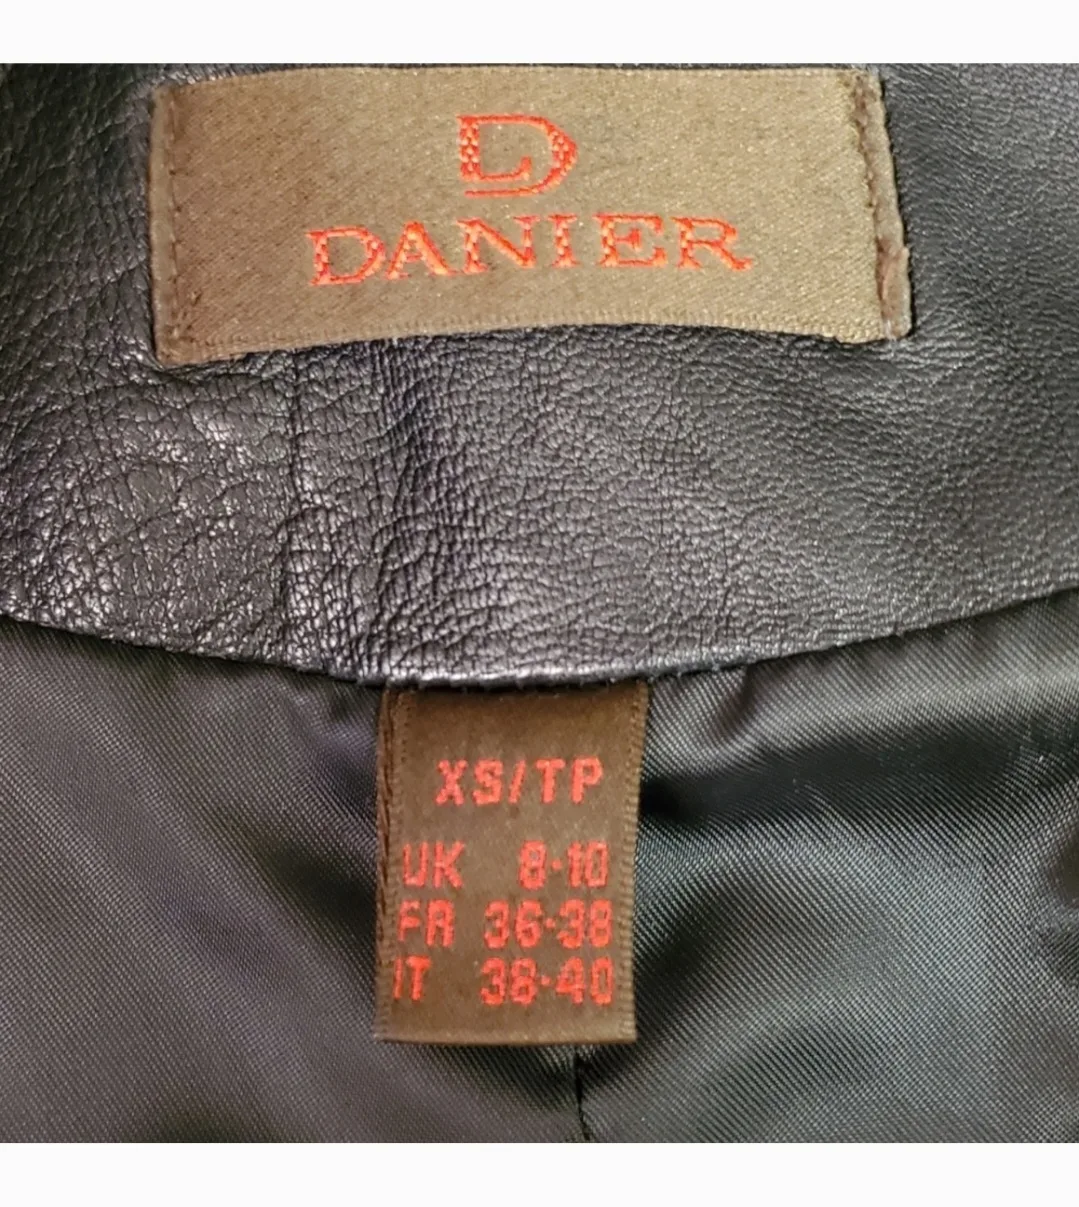 D
DANIER
XS/TP
UK 8-10
FR 36-38
IT 38-40